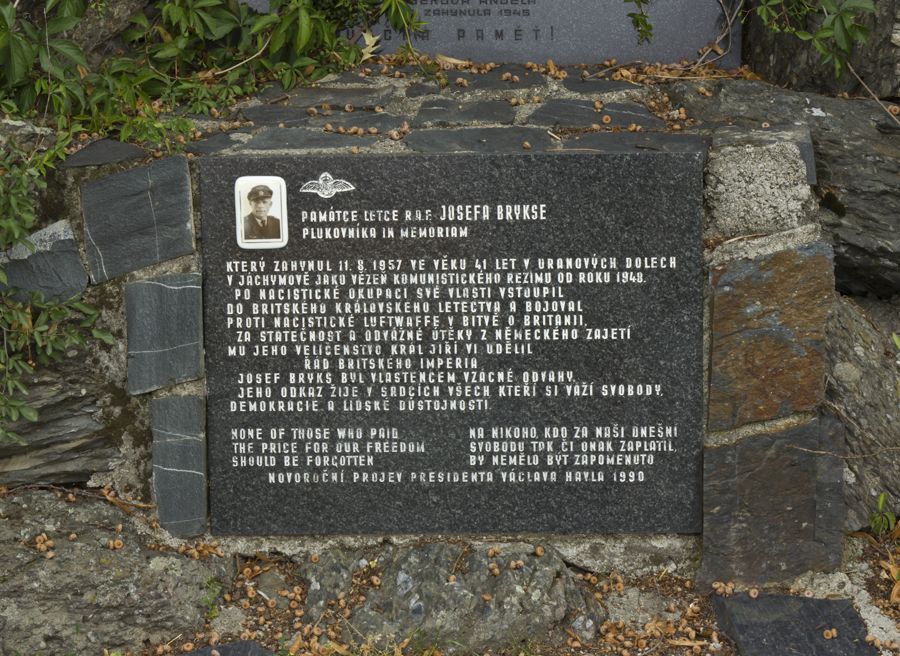 ZAHYNULA 1945
PAMĚT!
PAMÁTCE LETCE R.A.F. JOSEFA BRYKSE
PLUKOVNÍKA IN MEMORIAM
KTERÝ ZAHYNUL 11. 8. 1957 VE VĚKU 41 LET V URANOVÝCH DOLECH
V JÁCHYMOVĚ JAKO VĚZEŇ KOMUNISTICKÉHO REŽIMU OD ROKU 1948.
PO NACISTICKÉ OKUPACI SVÉ VLASTI VSTOUPIL
DO BRITSKÉHO KRÁLOVSKÉHO LETECTVA A BOJOVAL
PROTI NACISTICKÉ LUFTWAFFE V BITVĚ O BRITANII.
ZA STATEČNOST A ODVÁŽNÉ ÚTĚKY Z NĚMECKÉHO ZAJETÍ
MU JEHO VELIČENSTVO KRÁL JIŘÍ VI. UDĚLIL
ŘÁD BRITSKÉHO IMPERIA
JOSEF BRYKS BYL VLASTENCEM VZÁCNÉ ODVAHY.
JEHO ODKAZ ŽIJE V SRDCÍCH VŠECH KTEŘÍ SI VÁŽÍ SVOBODY,
DEMOKRACIE A LIDSKÉ DŮSTOJNOSTI.
NONE OF THOSE WHO PAID
THE PRICE FOR OUR FREEDOM
SHOULD BE FORGOTTEN
NA NIKOHO, KDO ZA NAŠI DNEŠNÍ
SVOBODU TAK ČI ONAK ZAPLATIL,
BY NEMĚLO BÝT ZAPOMENUTO
NOVOROČNÍ PROJEV PRESIDENTA VÁCLAVA HAVLA 1990